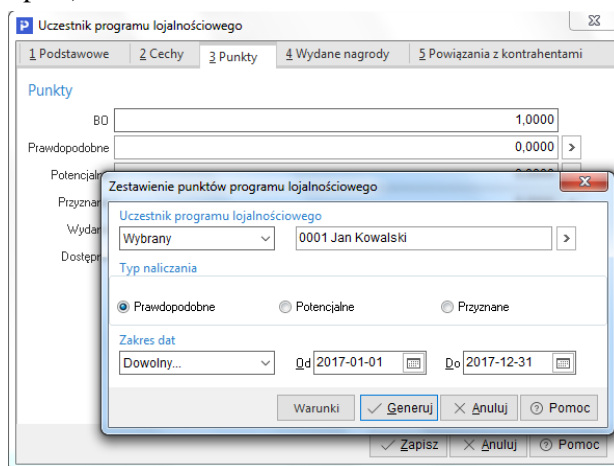 Uczestnik programu lojalnościowego
1 Podstawowe 2 Cechy 3 Punkty 4 Wydane nagrody 5 Powiązania z kontrahentami
Punkty
BO 1,0000
Prawdopodobne 0,0000 >
Zestawienie punktów programu lojalnościowego
Uczestnik programu lojalnościowego
Wybrany 0001 Jan Kowalski >
Typ naliczania
Prawdopodobne Potencjalne Przyznane
Zakres dat
Dowolny... Od 2017-01-01 Do 2017-12-31
Warunki Generuj Anuluj Pomoc
Zapisz Anuluj Pomoc